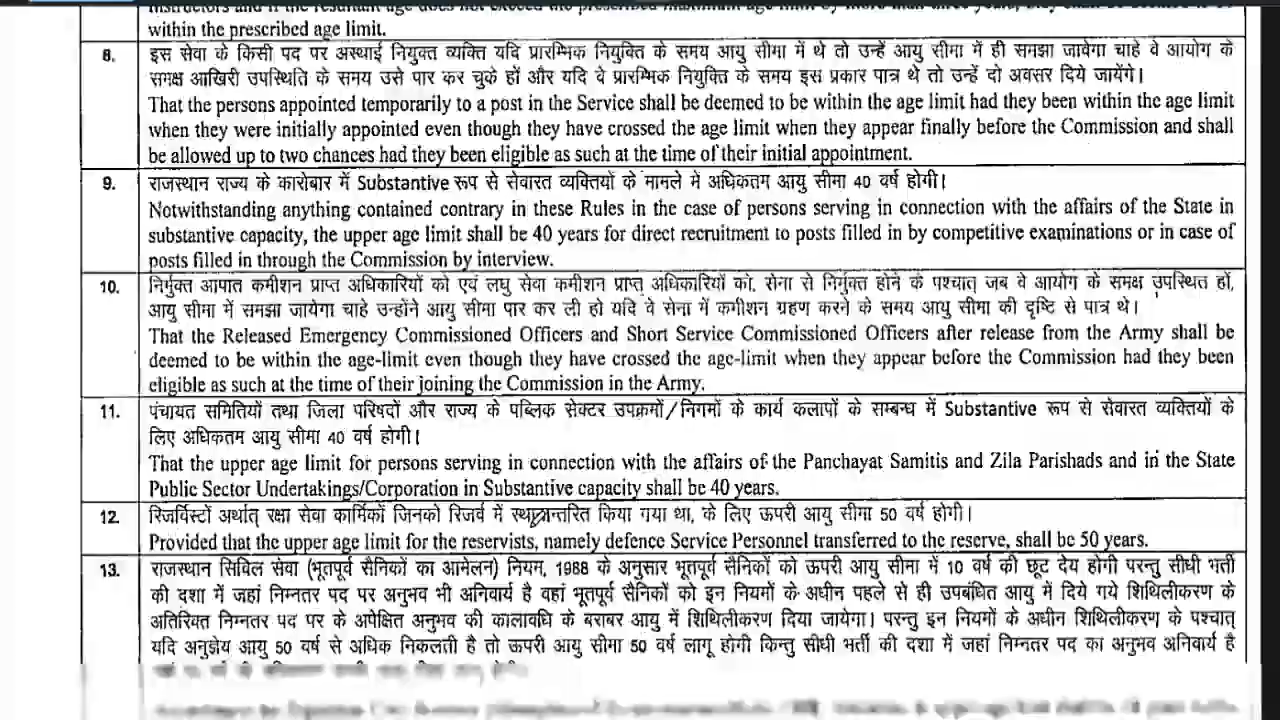 instructors and if the resultant age does not exceed the prescribed maximum age limit by more than three years, they shall be deemed to be
within the prescribed age limit.
8. इस सेवा के किसी पद पर अस्थाई नियुक्त व्यक्ति यदि प्रारम्भिक नियुक्ति के समय आयु सीमा में थे तो उन्हें आयु सीमा में ही समझा जावेगा चाहे वे आयोग के
समक्ष आखिरी उपस्थिति के समय उसे पार कर चुके हों और यदि वे प्रारम्भिक नियुक्ति के समय इस प्रकार पात्र थे तो उन्हें दो अवसर दिये जायेंगे।
That the persons appointed temporarily to a post in the Service shall be deemed to be within the age limit had they been within the age limit
when they were initially appointed even though they have crossed the age limit when they appear finally before the Commission and shall
be allowed up to two chances had they been eligible as such at the time of their initial appointment.
9. राजस्थान राज्य के कारोबार में Substantive रूप से सेवारत व्यक्तियों के मामले में अधिकतम आयु सीमा 40 वर्ष होगी।
Notwithstanding anything contained contrary in these Rules in the case of persons serving in connection with the affairs of the State in
substantive capacity, the upper age limit shall be 40 years for direct recruitment to posts filled in by competitive examinations or in case of
posts filled in through the Commission by interview.
10. निर्मुक्त आपात कमीशन प्राप्त अधिकारियों को एवं लघु सेवा कमीशन प्राप्त अधिकारियों को, सेना से निर्मुक्त होने के पश्चात् जब वे आयोग के समक्ष उपस्थित हों,
आयु सीमा में समझा जायेगा चाहे उन्होंने आयु सीमा पार कर ली हो यदि वे सेना में कमीशन ग्रहण करने के समय आयु सीमा की दृष्टि से पात्र थे।
That the Released Emergency Commissioned Officers and Short Service Commissioned Officers after release from the Army shall be
deemed to be within the age-limit even though they have crossed the age-limit when they appear before the Commission had they been
eligible as such at the time of their joining the Commission in the Army.
11. पंचायत समितियों तथा जिला परिषदों और राज्य के पब्लिक सेक्टर उपक्रमों/निगमों के कार्य कलापों के सम्बन्ध में Substantive रूप से सेवारत व्यक्तियों के
लिए अधिकतम आयु सीमा 40 वर्ष होगी।
That the upper age limit for persons serving in connection with the affairs of the Panchayat Samitis and Zila Parishads and in the State
Public Sector Undertakings/Corporation in Substantive capacity shall be 40 years.
12. रिजर्विस्टों अर्थात् रक्षा सेवा कार्मिकों जिनको रिजर्व में स्थानान्तरित किया गया था, के लिए ऊपरी आयु सीमा 50 वर्ष होगी।
Provided that the upper age limit for the reservists, namely defence Service Personnel transferred to the reserve, shall be 50 years.
13. राजस्थान सिविल सेवा (भूतपूर्व सैनिकों का आमेलन) नियम, 1988 के अनुसार भूतपूर्व सैनिकों को ऊपरी आयु सीमा में 10 वर्ष की छूट देय होगी परन्तु सीधी भर्ती
की दशा में जहां निम्नतर पद पर अनुभव भी अनिवार्य है वहां भूतपूर्व सैनिकों को इन नियमों के अधीन पहले से ही उपबंधित आयु में दिये गये शिथिलीकरण के
अतिरिक्त निम्नतर पद पर के अपेक्षित अनुभव की कालावधि के बराबर आयु में शिथिलीकरण दिया जायेगा। परन्तु इन नियमों के अधीन शिथिलीकरण के पश्चात्
यदि अनुज्ञेय आयु 50 वर्ष से अधिक निकलती है तो ऊपरी आयु सीमा 50 वर्ष लागू होगी किन्तु सीधी भर्ती की दशा में जहां निम्नतर पद का अनुभव अनिवार्य है